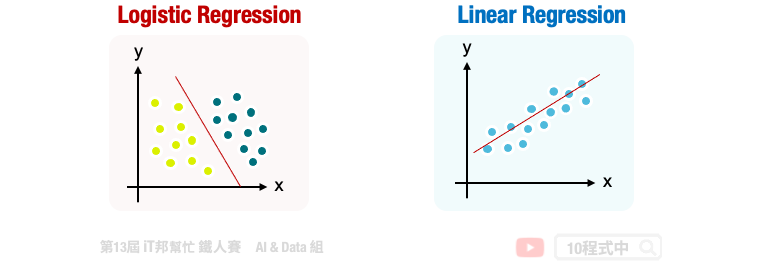 Logistic Regression
Linear Regression
y
x
y
x
第13屆 iT邦幫忙 鐵人賽 AI & Data 組
10程式中